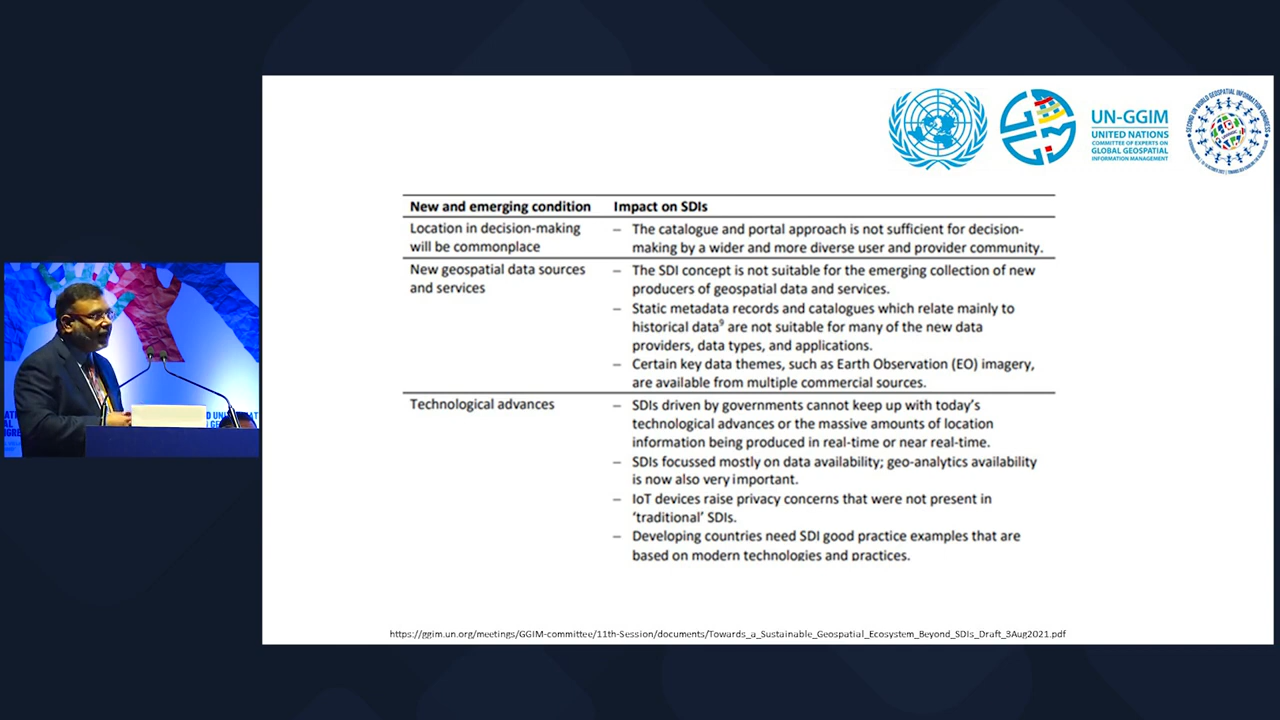 UN-GGIM
UNITED NATIONS
COMMITTEE OF EXPERTS ON
GLOBAL GEOSPATIAL
INFORMATION MANAGEMENT
SECOND UN WORLD GEOSPATIAL INFORMATION CONGRESS
New and emerging condition Impact on SDIs
Location in decision-making
will be commonplace
– The catalogue and portal approach is not sufficient for decision-
making by a wider and more diverse user and provider community.
New geospatial data sources
and services
– The SDI concept is not suitable for the emerging collection of new
producers of geospatial data and services.
– Static metadata records and catalogues which relate mainly to
historical data⁹ are not suitable for many of the new data
providers, data types, and applications.
– Certain key data themes, such as Earth Observation (EO) imagery,
are available from multiple commercial sources.
Technological advances
– SDIs driven by governments cannot keep up with today’s
technological advances or the massive amounts of location
information being produced in real-time or near real-time.
– SDIs focussed mostly on data availability; geo-analytics availability
is now also very important.
– IoT devices raise privacy concerns that were not present in
‘traditional’ SDIs.
– Developing countries need SDI good practice examples that are
based on modern technologies and practices.
https://ggim.un.org/meetings/GGIM-committee/11th-Session/documents/Towards_a_Sustainable_Geospatial_Ecosystem_Beyond_SDIs_Draft_3Aug2021.pdf